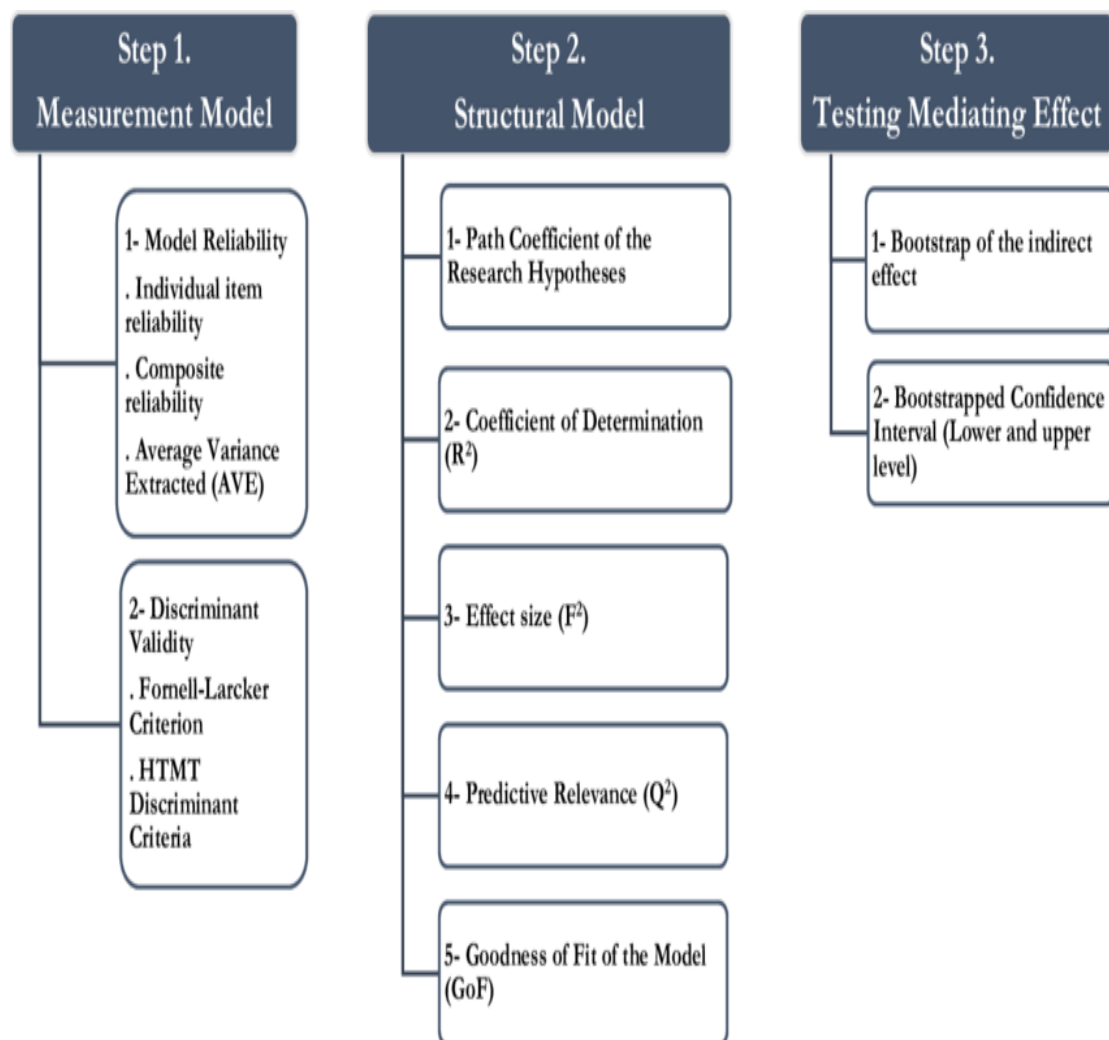 Step 1.
Measurement Model
1- Model Reliability
. Individual item
reliability
. Composite
reliability
. Average Variance
Extracted (AVE)
2- Discriminant
Validity
. Fornell-Larcker
Criterion
. HTMT
Discriminant
Criteria
Step 2.
Structural Model
1- Path Coefficient of the
Research Hypotheses
2- Coefficient of Determination
(R²)
3- Effect size (F²)
4- Predictive Relevance (Q²)
5- Goodness of Fit of the Model
(GoF)
Step 3.
Testing Mediating Effect
1- Bootstrap of the indirect
effect
2- Bootstrapped Confidence
Interval (Lower and upper
level)